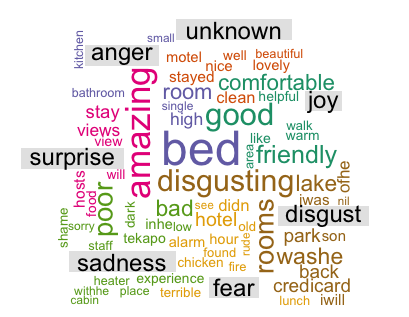 unknown
small
kitchen
anger
motel
well
beautiful
nice
lovely
stayed
amazing
room
comfortable
bathroom
clean
helpful
joy
single
stay
high
good
views
bed
walk
warm
like
view
area
friendly
surprise
will
hosts
food
poor
disgusting
lake
ofhe
dark
bad
see
didn
rooms
iwas
nil
disgust
shame
sorry
inhe
low
hotel
old
park
son
staff
tekapo
alarm
hour
rude
washe
found
back
sadness
chicken
fire
heater
experience
fear
credicard
withhe
place
terrible
lunch
iwill
cabin